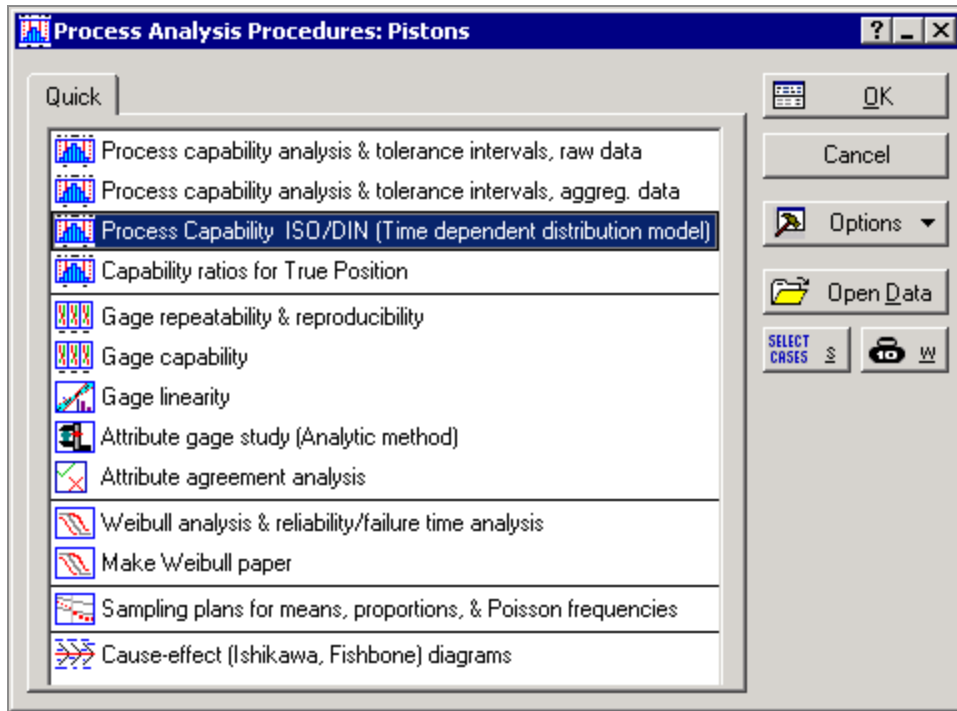 Process Analysis Procedures: Pistons
Quick
Process capability analysis & tolerance intervals, raw data
Process capability analysis & tolerance intervals, aggreg. data
Process Capability  ISO/DIN (Time dependent distribution model)
Capability ratios for True Position
Gage repeatability & reproducibility
Gage capability
Gage linearity
Attribute gage study (Analytic method)
Attribute agreement analysis
Weibull analysis & reliability/failure time analysis
Make Weibull paper
Sampling plans for means, proportions, & Poisson frequencies
Cause-effect (Ishikawa, Fishbone) diagrams
OK
Cancel
Options
Open Data
SELECT
CASES S
10 W